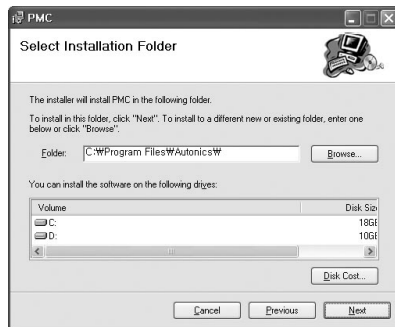 PMC
Select Installation Folder
The installer will install PMC in the following folder.
To install in this folder, click "Next". To install to a different new or existing folder, enter one
below or click "Browse".
Folder: C:₩Program Files₩Autonics₩ Browse...
You can install the software on the following drives:
Volume Disk Size
C: 18GB
D: 10GB
Disk Cost...
Cancel Previous Next